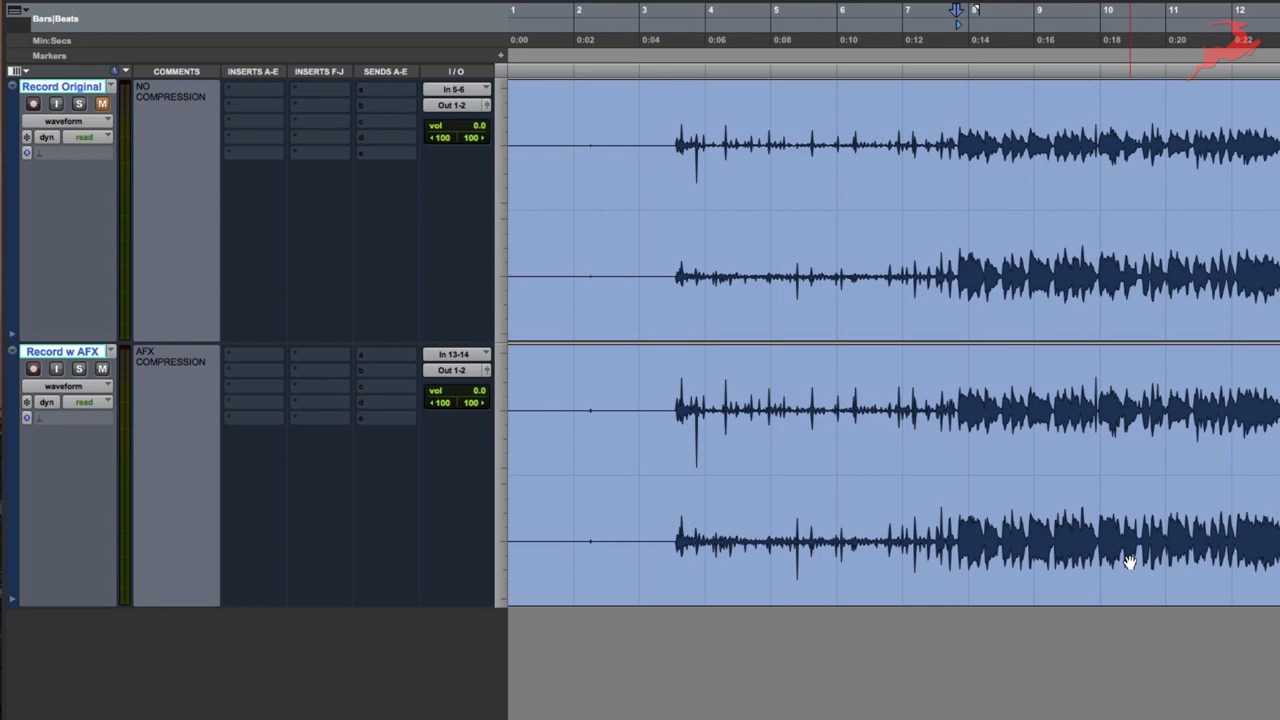 Bars|Beats
1 2 3 4 5 6 7 8 9 10 11 12
Min:Secs
0:00 0:02 0:04 0:06 0:08 0:10 0:12 0:14 0:16 0:18 0:20 0:22
Markers +
COMMENTS INSERTS A-E INSERTS F-J SENDS A-E I / O
Record Original
NO
COMPRESSION
I S M
waveform
dyn read
a
b
c
d
e
In 5-6
Out 1-2
vol 0.0
100 100
Record w AFX
AFX
COMPRESSION
I S M
waveform
dyn read
a
b
c
d
e
In 13-14
Out 1-2
vol 0.0
100 100